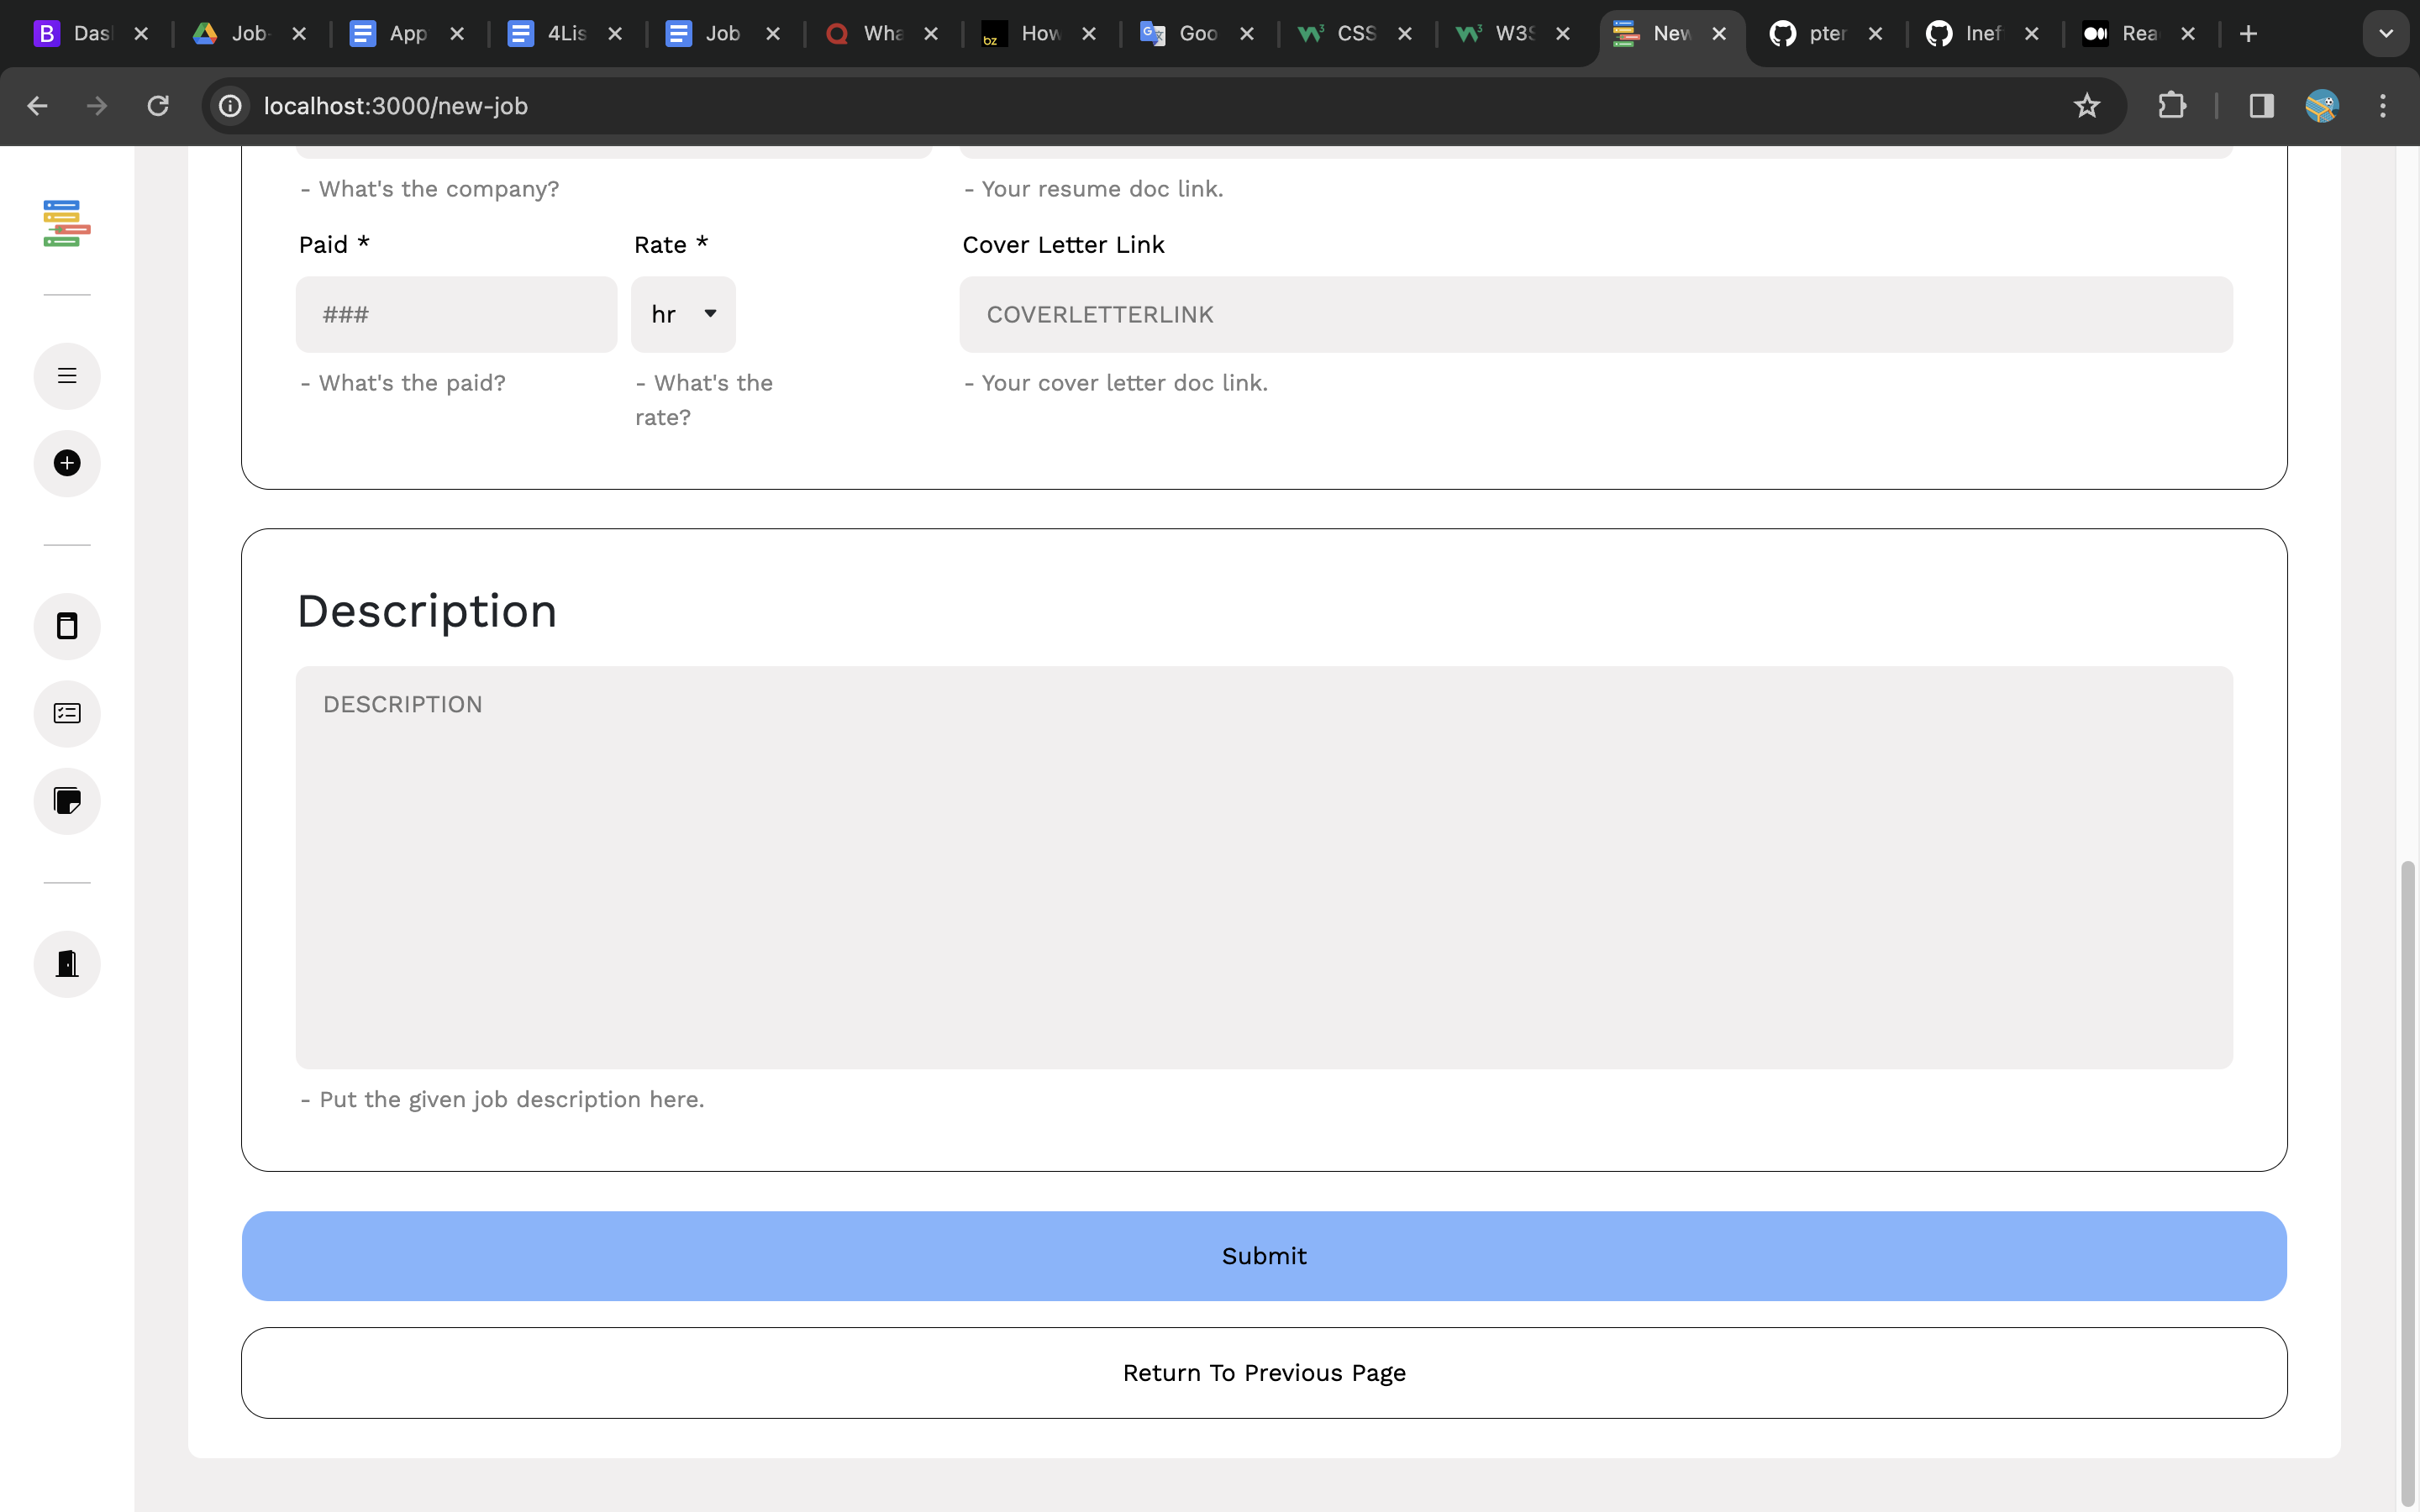 B Das
Job-
App
4Lis
Job
Wha
bz How
Goo
CSS
W3S
New
pter
Inef
Rea
localhost:3000/new-job
- What's the company?
- Your resume doc link.
Paid *
Rate *
Cover Letter Link
###
hr
COVERLETTERLINK
- What's the paid?
- What's the
rate?
- Your cover letter doc link.
Description
DESCRIPTION
- Put the given job description here.
Submit
Return To Previous Page